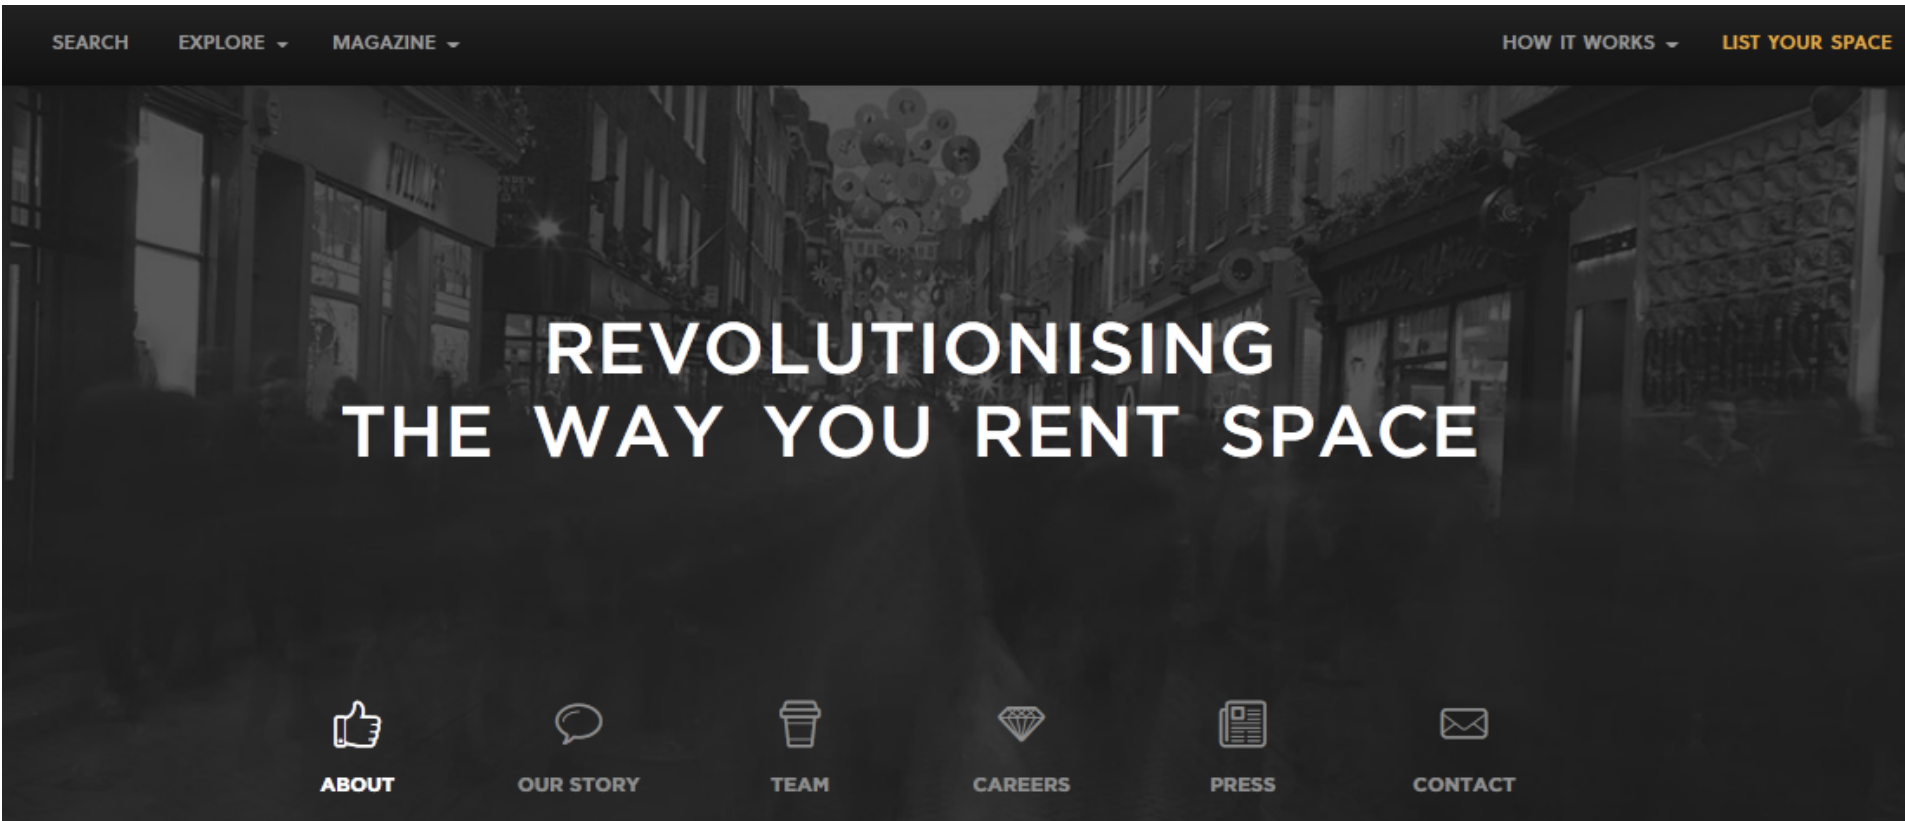 SEARCH EXPLORE MAGAZINE HOW IT WORKS LIST YOUR SPACE
REVOLUTIONISING
THE WAY YOU RENT SPACE
ABOUT OUR STORY TEAM CAREERS PRESS CONTACT